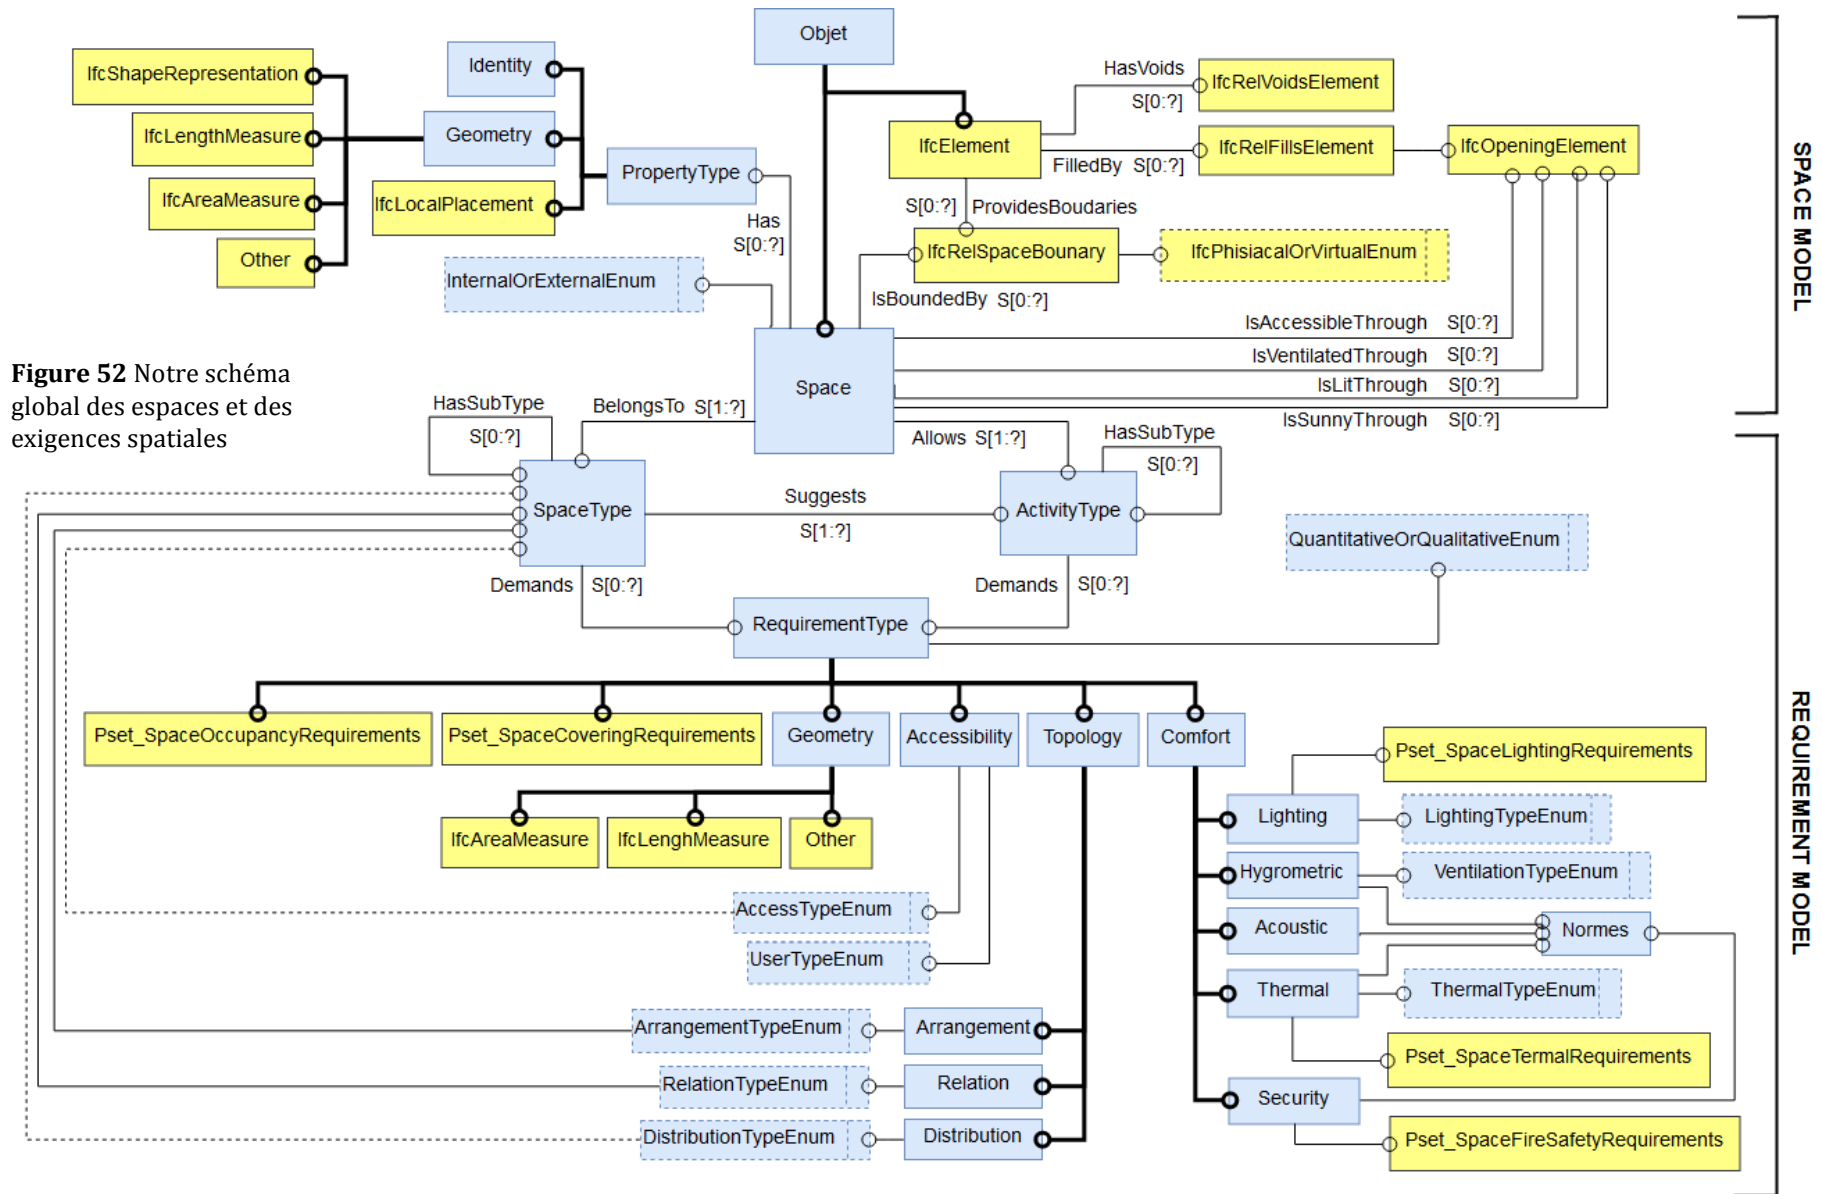 Objet
IfcShapeRepresentation
Identity
HasVoids
IfcRelVoidsElement
S[0:?]
IfcLengthMeasure
Geometry
IfcElement
FilledBy S[0:?]
IfcRelFillsElement
IfcOpeningElement
PropertyType
IfcAreaMeasure
IfcLocalPlacement
Has
S[0:?]
S[0:?] ProvidesBoudaries
Other
IfcRelSpaceBounary
IfcPhisiacalOrVirtualEnum
InternalOrExternalEnum
IsBoundedBy S[0:?]
IsAccessibleThrough S[0:?]
IsVentilatedThrough S[0:?]
IsLitThrough S[0:?]
IsSunnyThrough S[0:?]
SPACE MODEL
Figure 52 Notre schéma
global des espaces et des
exigences spatiales
Space
HasSubType
S[0:?]
BelongsTo S[1:?]
Allows S[1:?]
HasSubType
S[0:?]
SpaceType
Suggests
S[1:?]
ActivityType
QuantitativeOrQualitativeEnum
Demands S[0:?]
Demands S[0:?]
RequirementType
REQUIREMENT MODEL
Pset_SpaceOccupancyRequirements
Pset_SpaceCoveringRequirements
Geometry
Accessibility
Topology
Comfort
Pset_SpaceLightingRequirements
IfcAreaMeasure
IfcLenghMeasure
Other
Lighting
LightingTypeEnum
Hygrometric
VentilationTypeEnum
AccessTypeEnum
Acoustic
Normes
UserTypeEnum
Thermal
ThermalTypeEnum
ArrangementTypeEnum
Arrangement
Pset_SpaceTermalRequirements
RelationTypeEnum
Relation
Security
DistributionTypeEnum
Distribution
Pset_SpaceFireSafetyRequirements